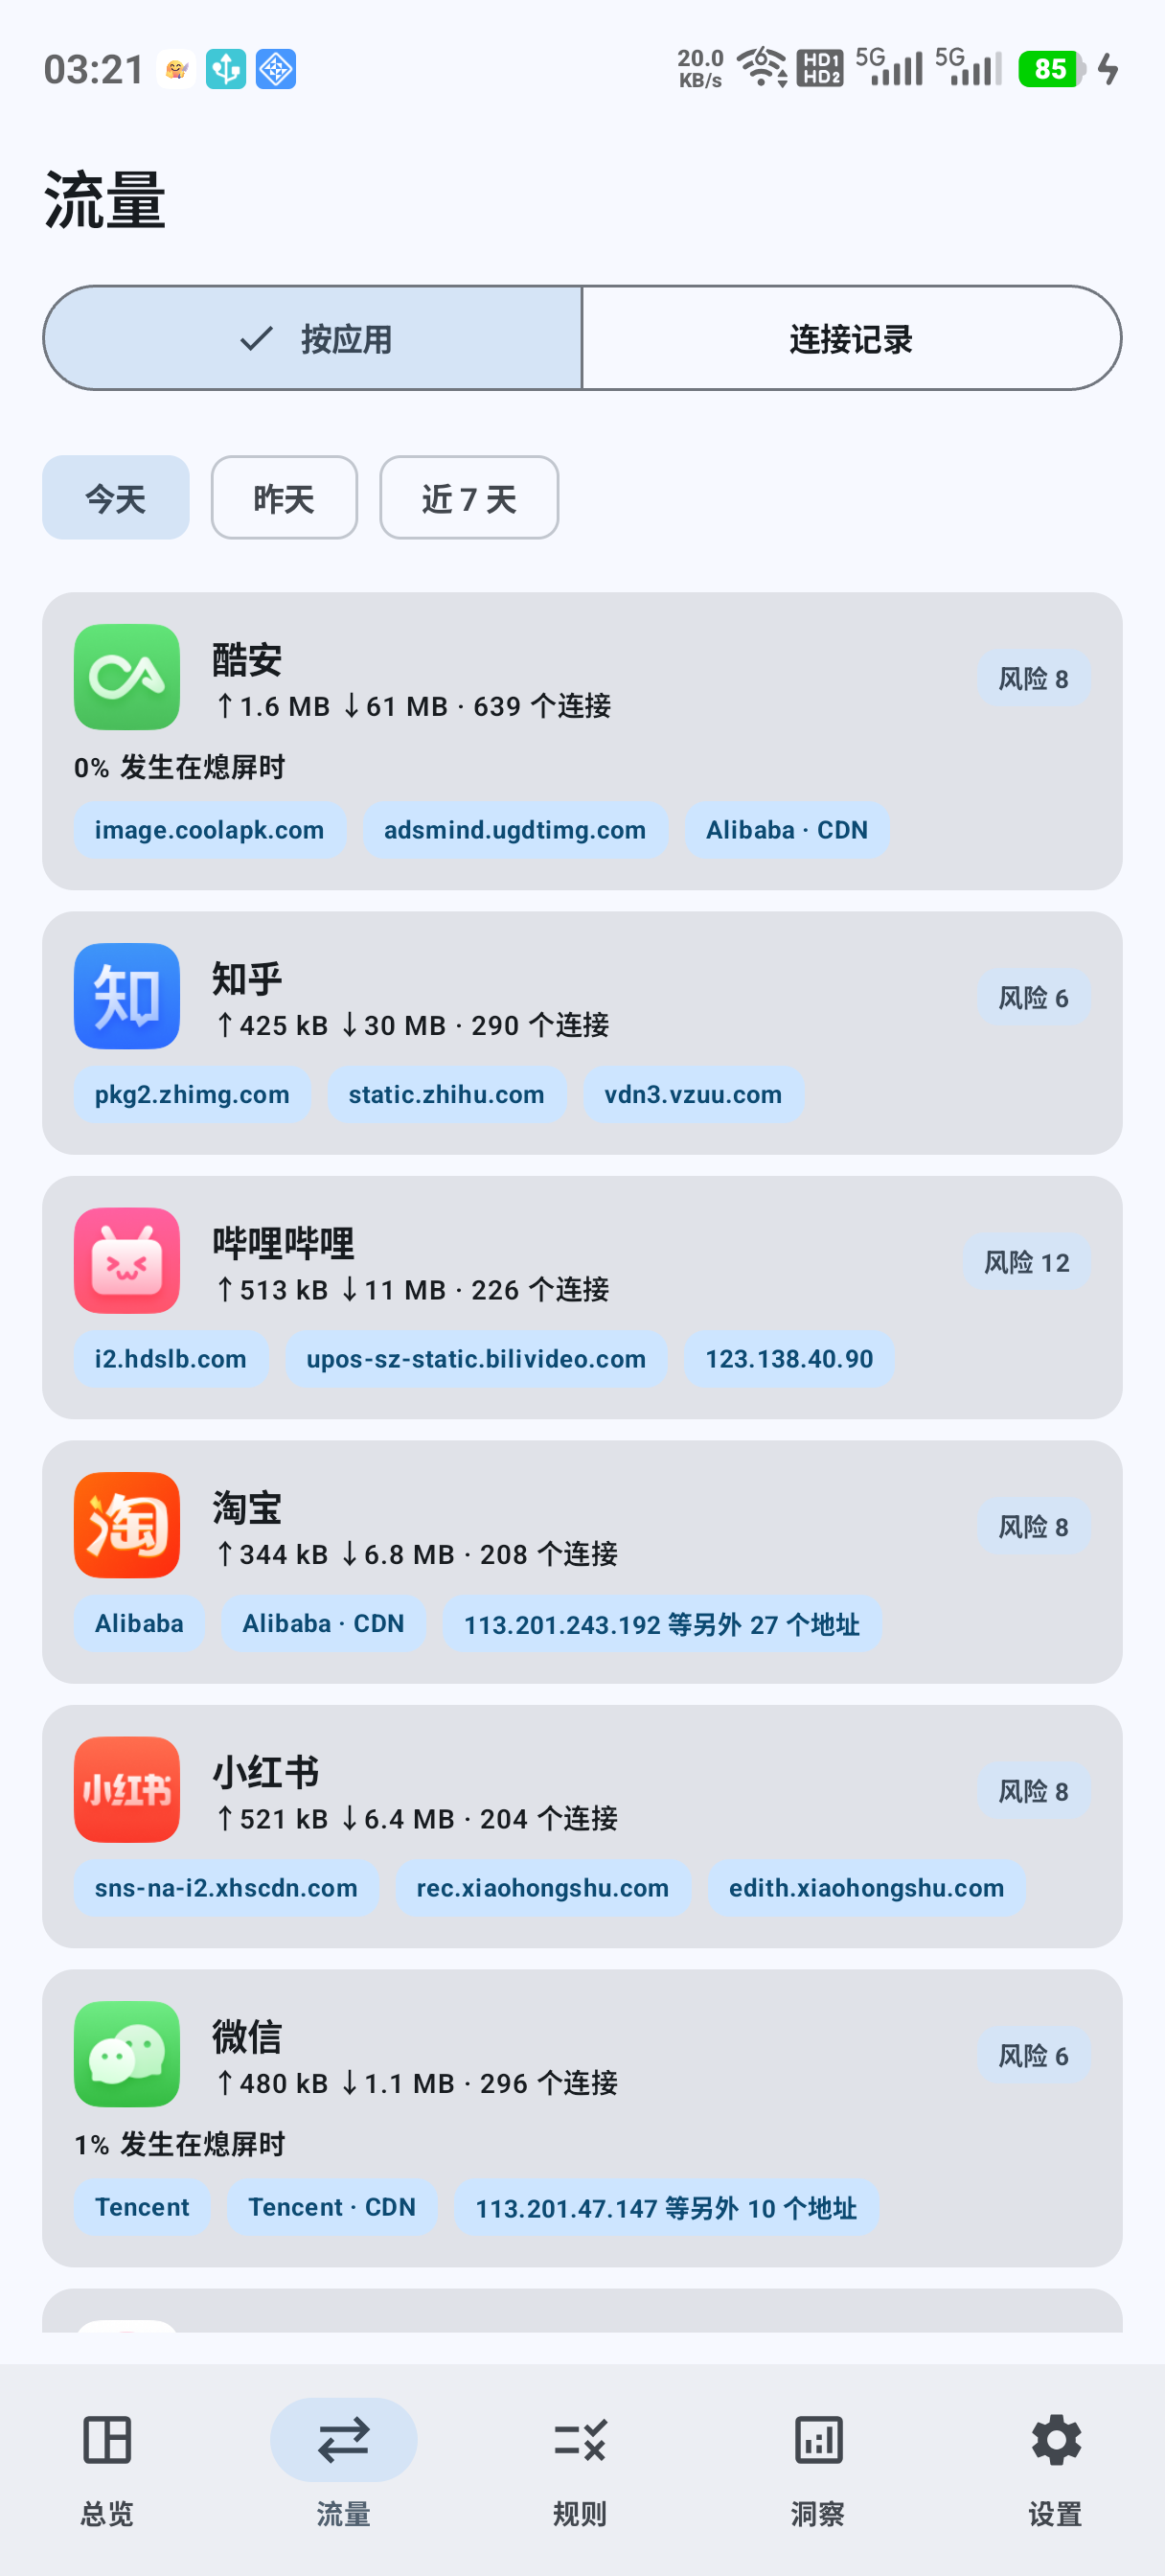 03:21
20.0 KB/s
6
HD1 HD2
5G
5G
85
流量
按应用
连接记录
今天
昨天
近 7 天
酷安
风险 8
↑1.6 MB ↓61 MB · 639 个连接
0% 发生在熄屏时
image.coolapk.com
adsmind.ugdtimg.com
Alibaba · CDN
知
知乎
风险 6
↑425 kB ↓30 MB · 290 个连接
pkg2.zhimg.com
static.zhihu.com
vdn3.vzuu.com
哔哩哔哩
风险 12
↑513 kB ↓11 MB · 226 个连接
i2.hdslb.com
upos-sz-static.bilivideo.com
123.138.40.90
淘
淘宝
风险 8
↑344 kB ↓6.8 MB · 208 个连接
Alibaba
Alibaba · CDN
113.201.243.192 等另外 27 个地址
小红书
小红书
风险 8
↑521 kB ↓6.4 MB · 204 个连接
sns-na-i2.xhscdn.com
rec.xiaohongshu.com
edith.xiaohongshu.com
微信
风险 6
↑480 kB ↓1.1 MB · 296 个连接
1% 发生在熄屏时
Tencent
Tencent · CDN
113.201.47.147 等另外 10 个地址
总览
流量
规则
洞察
设置